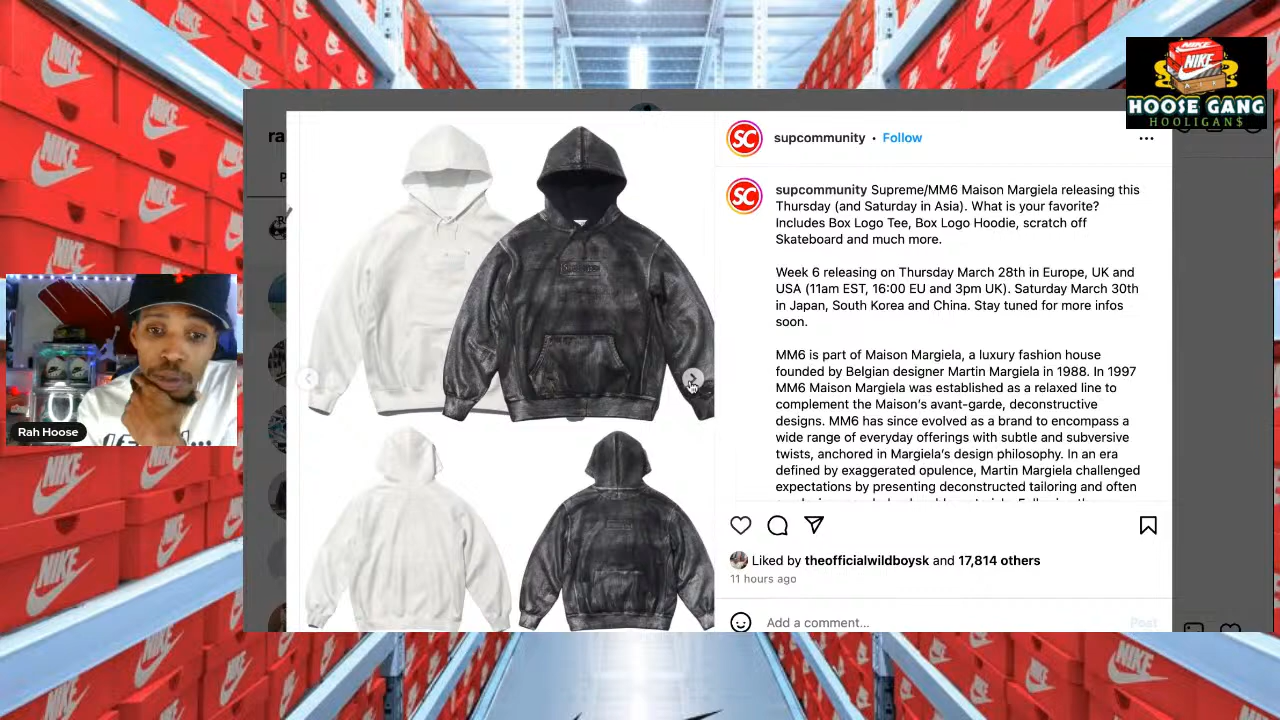 NIKE
HOOSE GANG
HOOLIGAN$
ra
SC
supcommunity • Follow
SC
supcommunity Supreme/MM6 Maison Margiela releasing this
Thursday (and Saturday in Asia). What is your favorite?
Includes Box Logo Tee, Box Logo Hoodie, scratch off
Skateboard and much more.
Week 6 releasing on Thursday March 28th in Europe, UK and
USA (11am EST, 16:00 EU and 3pm UK). Saturday March 30th
in Japan, South Korea and China. Stay tuned for more infos
soon.
MM6 is part of Maison Margiela, a luxury fashion house
founded by Belgian designer Martin Margiela in 1988. In 1997
MM6 Maison Margiela was established as a relaxed line to
complement the Maison's avant-garde, deconstructive
designs. MM6 has since evolved as a brand to encompass a
wide range of everyday offerings with subtle and subversive
twists, anchored in Margiela's design philosophy. In an era
defined by exaggerated opulence, Martin Margiela challenged
expectations by presenting deconstructed tailoring and often
Liked by theofficialwildboysk and 17,814 others
11 hours ago
Add a comment...
Post
Rah Hoose